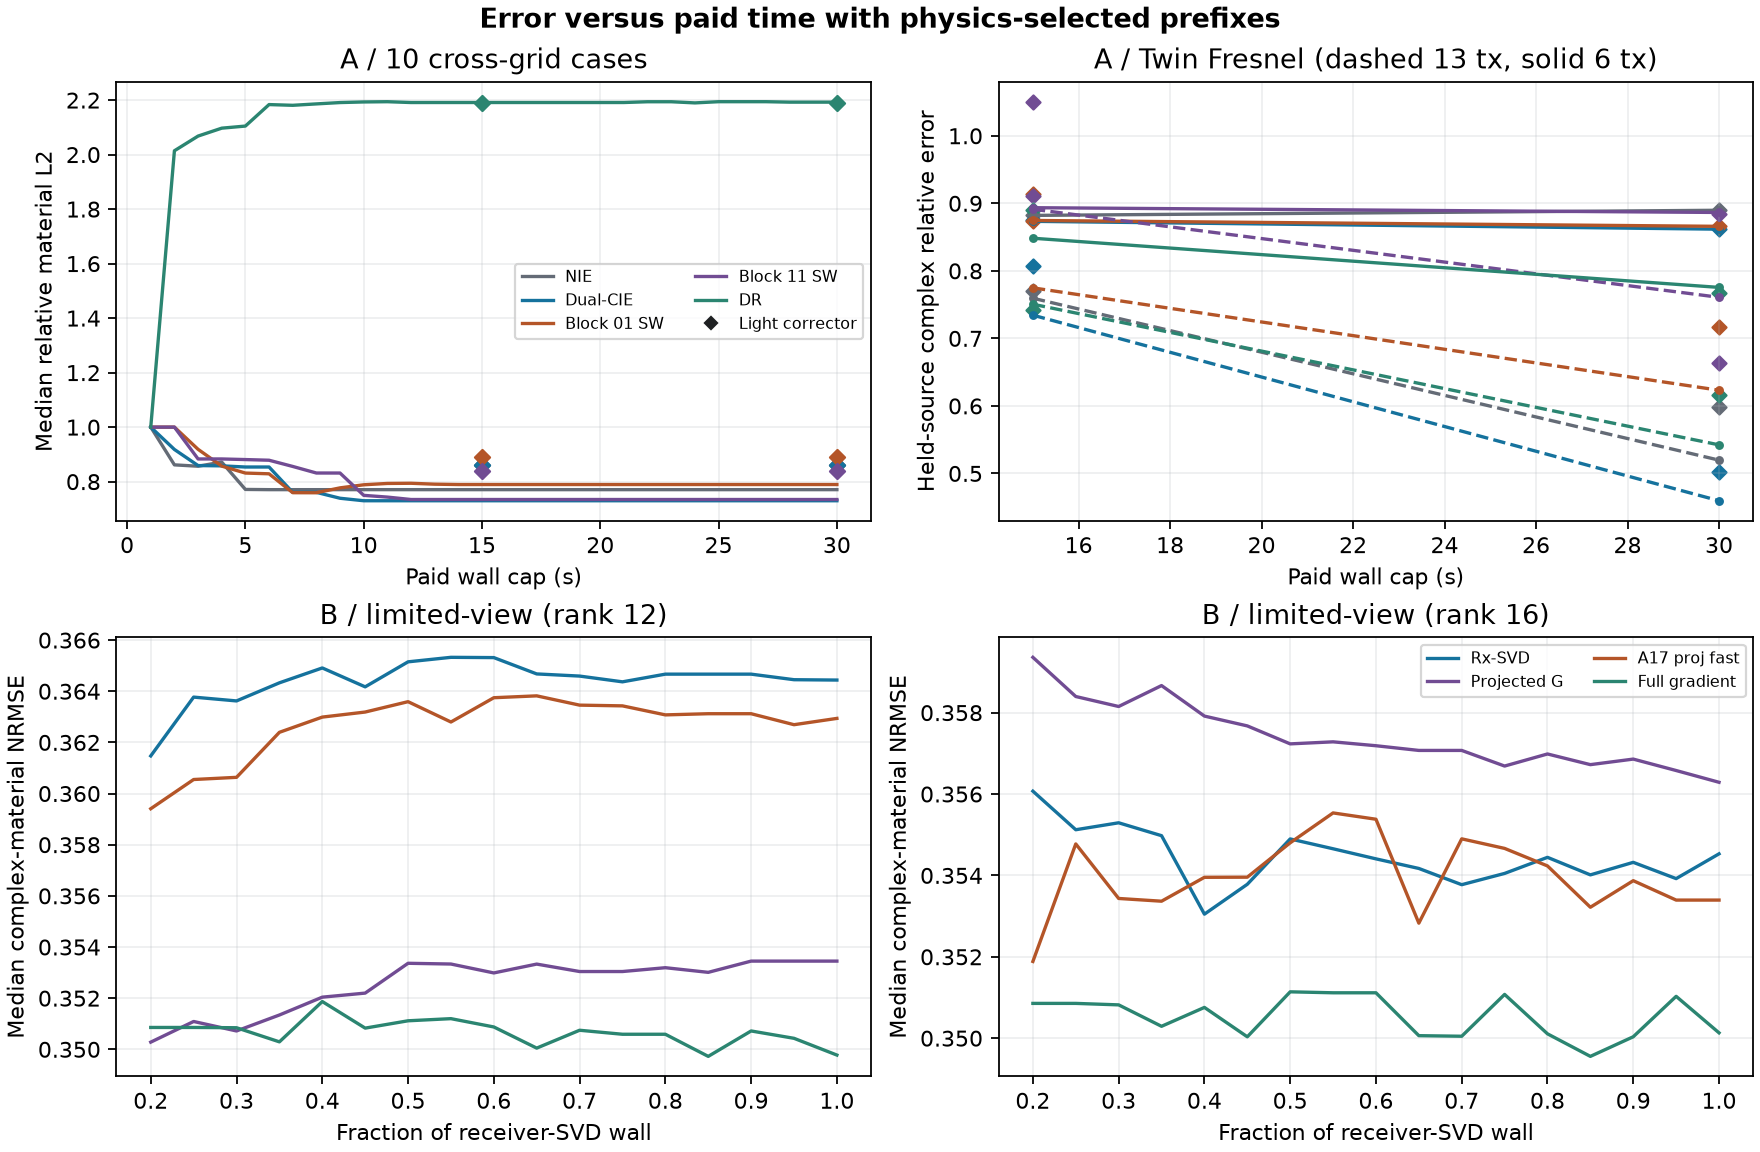 Error versus paid time with physics-selected prefixes
A / 10 cross-grid cases
Median relative material L2
2.2
2.0
1.8
1.6
1.4
1.2
1.0
0.8
NIE
Dual-CIE
Block 01 SW
Block 11 SW
DR
Light corrector
0 5 10 15 20 25 30
Paid wall cap (s)
A / Twin Fresnel (dashed 13 tx, solid 6 tx)
Held-source complex relative error
1.0
0.9
0.8
0.7
0.6
0.5
16 18 20 22 24 26 28 30
Paid wall cap (s)
B / limited-view (rank 12)
Median complex-material NRMSE
0.366
0.364
0.362
0.360
0.358
0.356
0.354
0.352
0.350
0.2 0.3 0.4 0.5 0.6 0.7 0.8 0.9 1.0
Fraction of receiver-SVD wall
B / limited-view (rank 16)
Median complex-material NRMSE
0.358
0.356
0.354
0.352
0.350
Rx-SVD
Projected G
A17 proj fast
Full gradient
0.2 0.3 0.4 0.5 0.6 0.7 0.8 0.9 1.0
Fraction of receiver-SVD wall